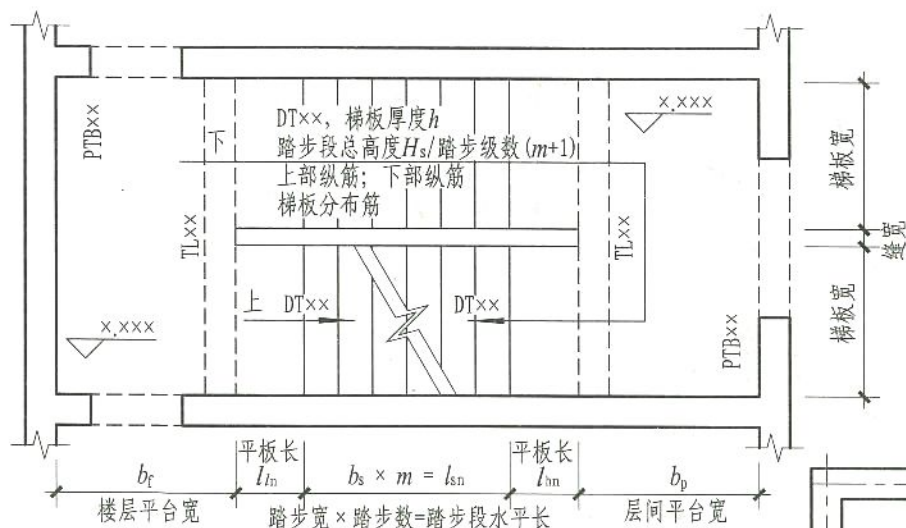 DT××, 梯板厚度h
踏步段总高度Hs/踏步级数(m+1)
上部纵筋; 下部纵筋
梯板分布筋
PTB××
下
TL××
x.xxx
TL××
梯板宽
缝宽
梯板宽
上 DT××
DT××
x.xxx
PTB××
平板长
平板长
bf
lln
bs × m = lsn
lhn
bp
楼层平台宽
踏步宽×踏步数=踏步段水平长
层间平台宽